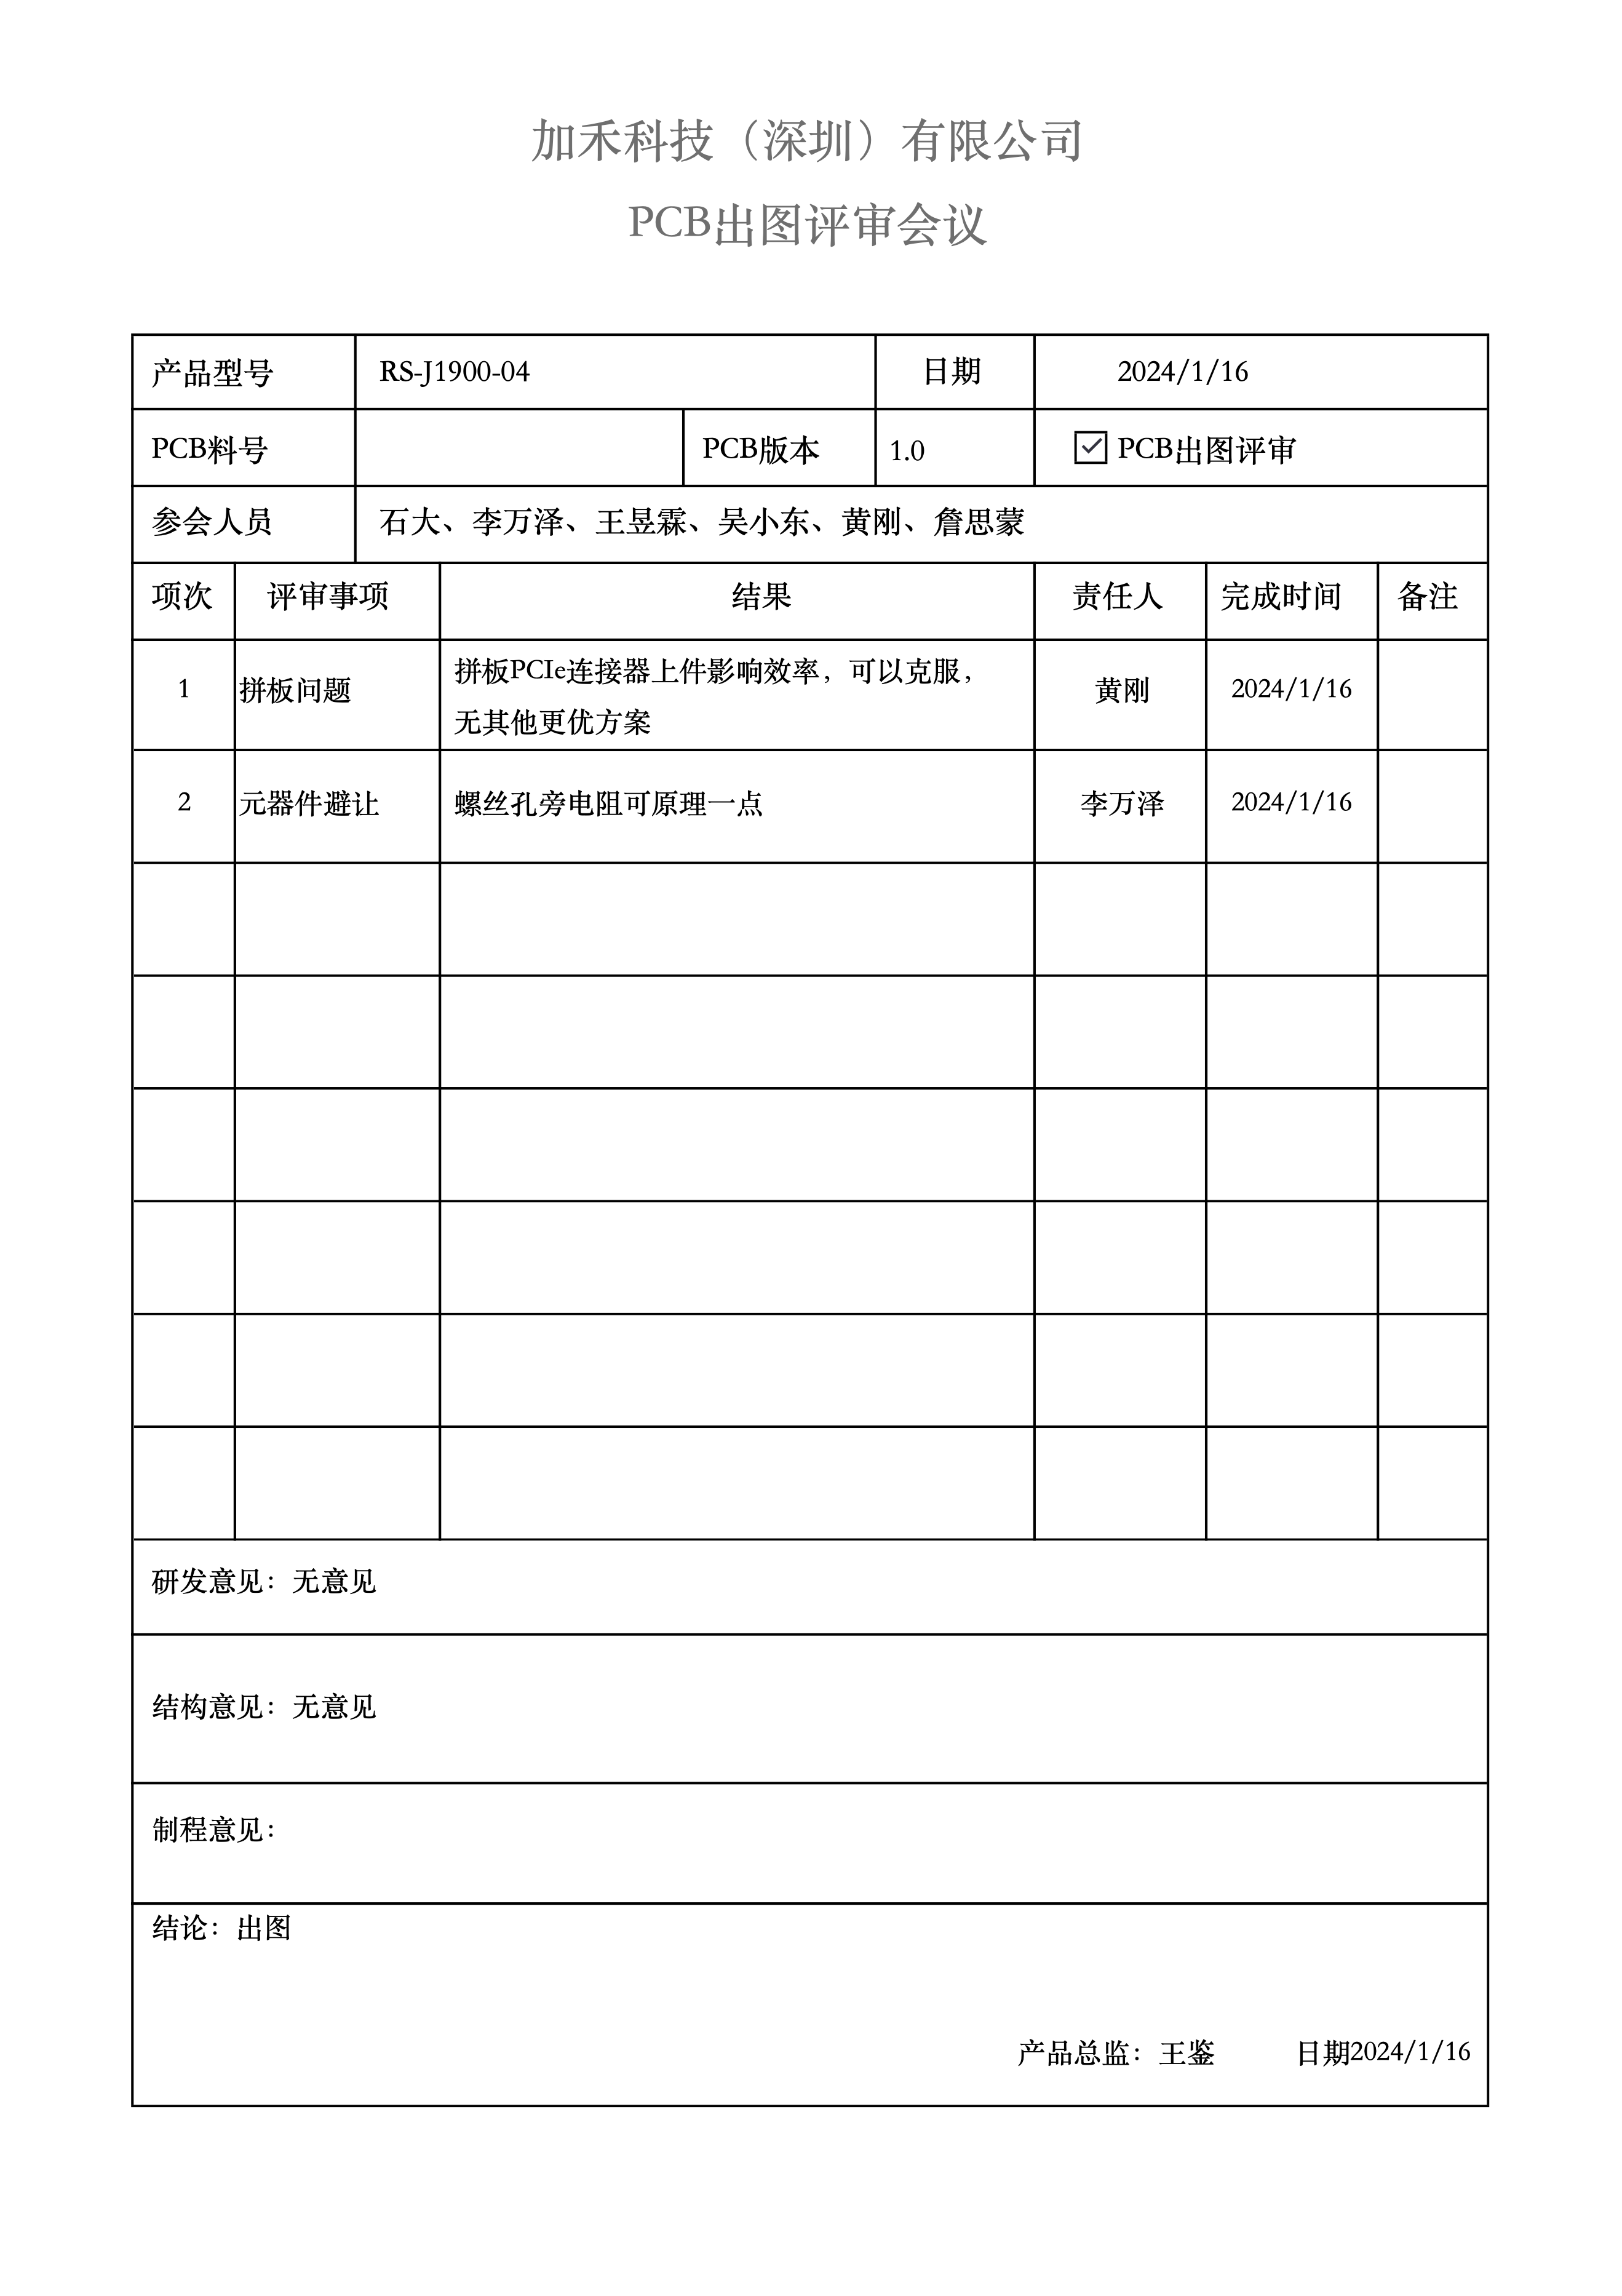 加禾科技（深圳）有限公司
PCB出图评审会议
产品型号 RS-J1900-04 日期 2024/1/16
PCB料号 PCB版本 1.0 ☑ PCB出图评审
参会人员 石大、李万泽、王昱霖、吴小东、黄刚、詹思蒙
项次 评审事项 结果 责任人 完成时间 备注
1 拼板问题 拼板PCIe连接器上件影响效率，可以克服，
无其他更优方案 黄刚 2024/1/16
2 元器件避让 螺丝孔旁电阻可原理一点 李万泽 2024/1/16
研发意见：无意见
结构意见：无意见
制程意见：
结论：出图
产品总监：王鉴 日期2024/1/16